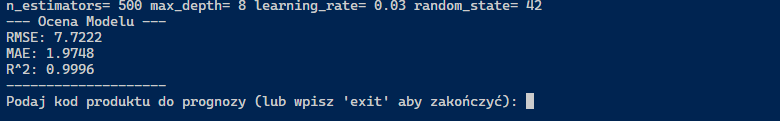 n_estimators= 500 max_depth= 8 learning_rate= 0.03 random_state= 42
--- Ocena Modelu ---
RMSE: 7.7222
MAE: 1.9748
R^2: 0.9996
--------------------
Podaj kod produktu do prognozy (lub wpisz 'exit' aby zakończyć):